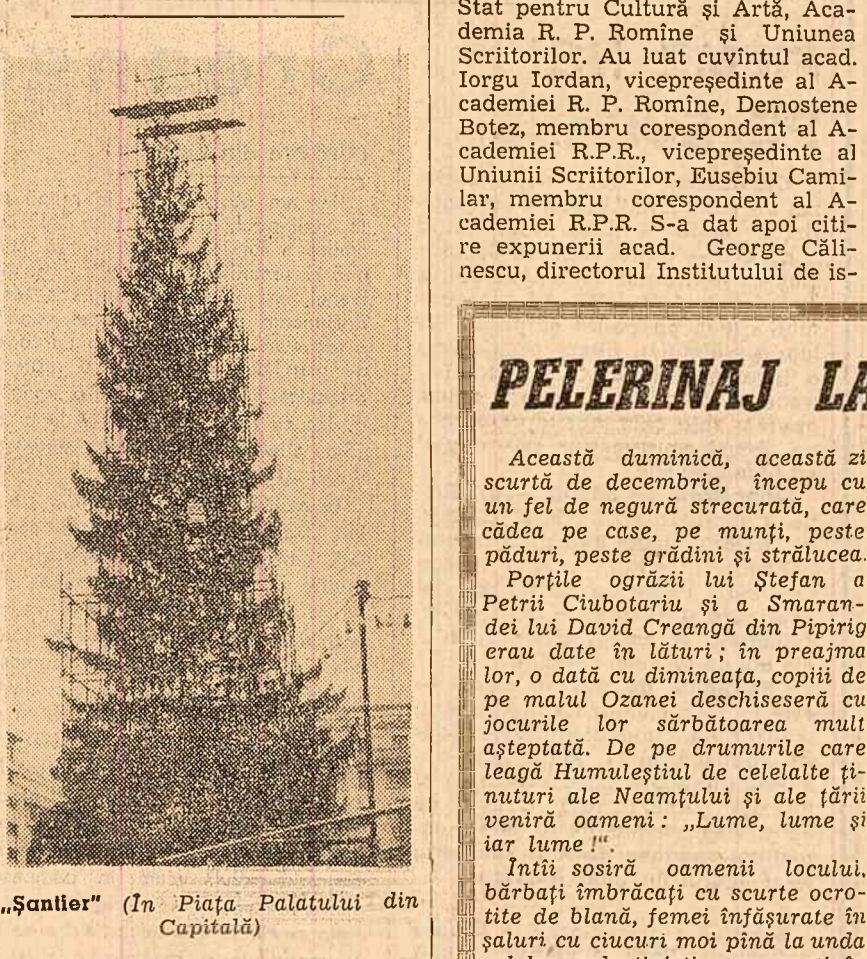 „Șantier" (În Piața Palatului din
Capitală)
Stat pentru Cultură și Artă, Aca-
demia R. P. Romîne și Uniunea
Scriitorilor. Au luat cuvîntul acad.
Iorgu Iordan, vicepreședinte al A-
cademiei R. P. Romîne, Demostene
Botez, membru corespondent al A-
cademiei R.P.R., vicepreședinte al
Uniunii Scriitorilor, Eusebiu Cami-
lar, membru corespondent al A-
cademiei R.P.R. S-a dat apoi citi-
re expunerii acad. George Căli-
nescu, directorul Institutului de is-
PELERINAJ LA
Această duminică, această zi
scurtă de decembrie, începu cu
un fel de negură strecurată, care
cădea pe case, pe munți, peste
păduri, peste grădini și strălucea.
Porțile ogrăzii lui Ștefan a
Petrii Ciubotariu și a Smaran-
dei lui David Creangă din Pipirig
erau date în lături ; în preajma
lor, o dată cu dimineața, copiii de
pe malul Ozanei deschiseseră cu
jocurile lor sărbătoarea mult
așteptată. De pe drumurile care
leagă Humuleștiul de celelalte ți-
nuturi ale Neamțului și ale țării
veniră oameni : „Lume, lume și
iar lume !".
Întîi sosiră oamenii locului,
bărbați îmbrăcați cu scurte ocro-
tite de blană, femei înfășurate în
șaluri cu ciucuri moi pînă la unda